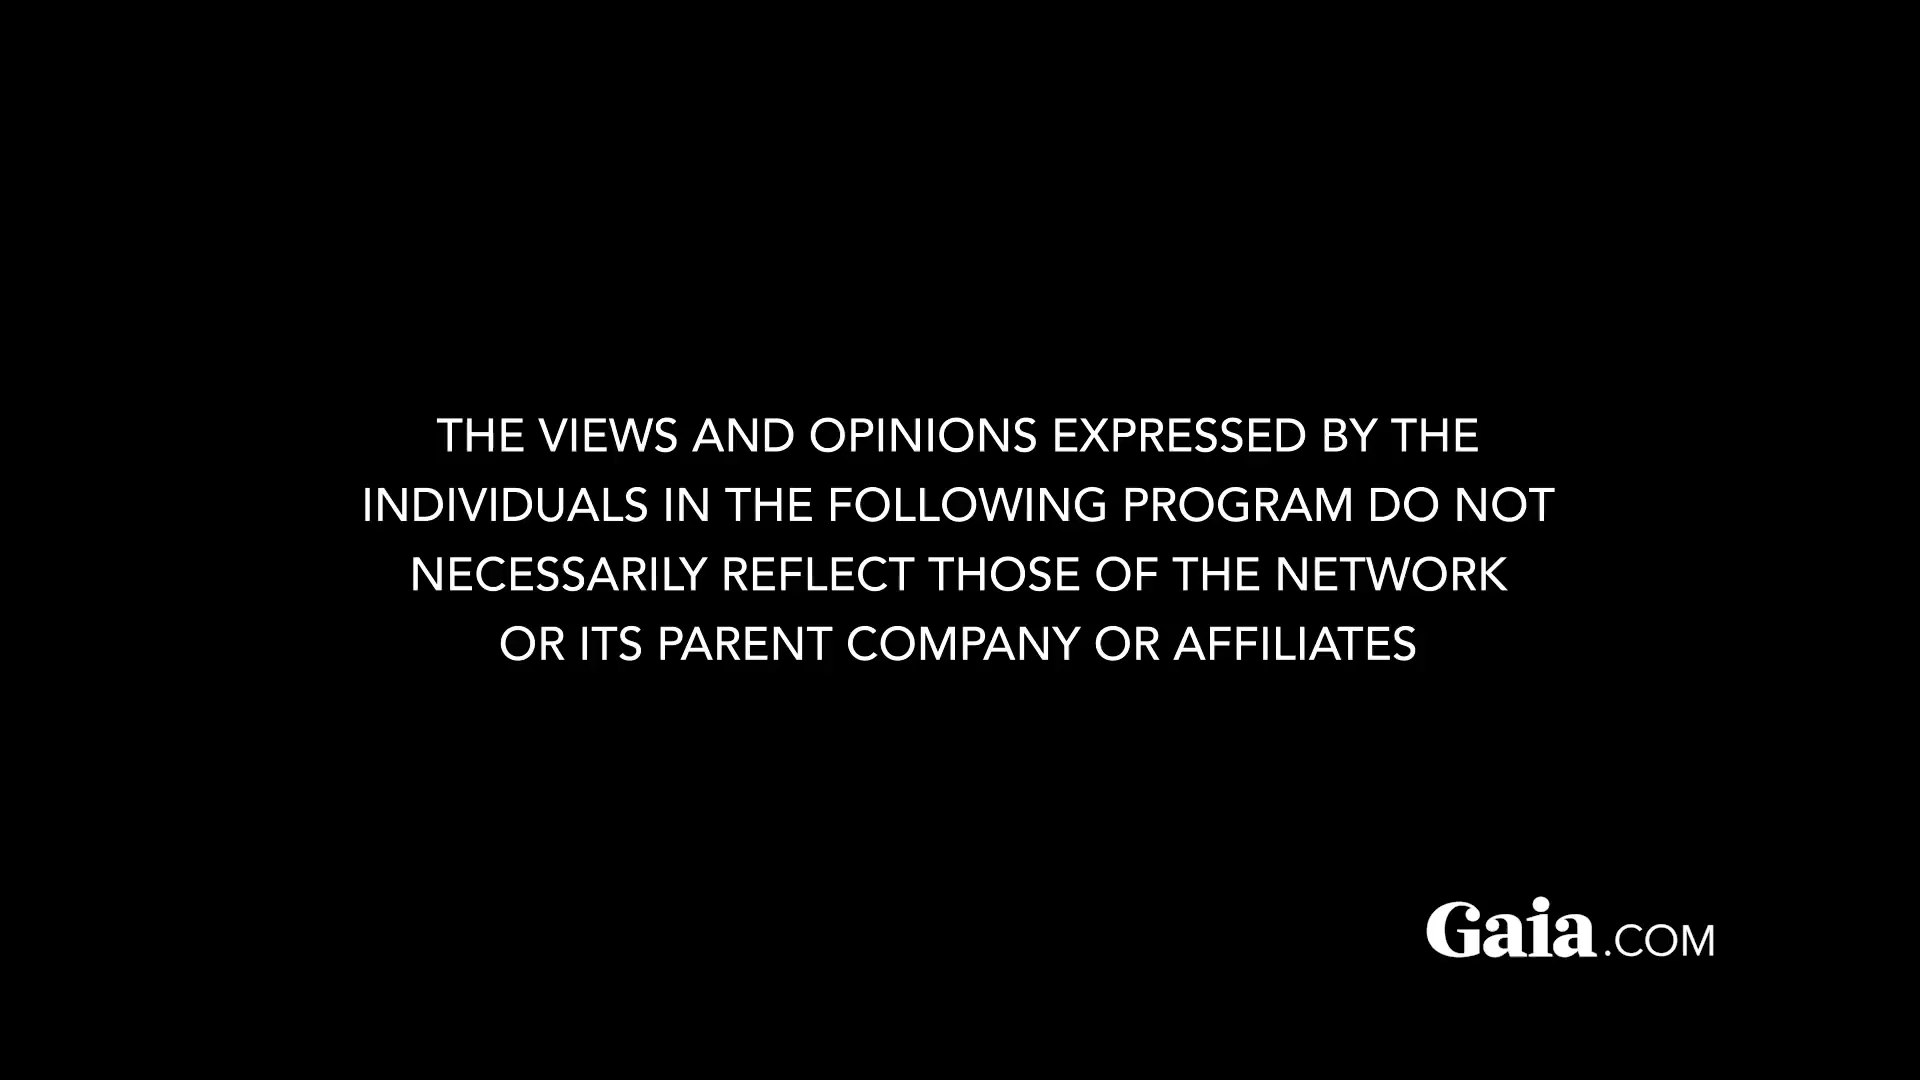 THE VIEWS AND OPINIONS EXPRESSED BY THE
INDIVIDUALS IN THE FOLLOWING PROGRAM DO NOT
NECESSARILY REFLECT THOSE OF THE NETWORK
OR ITS PARENT COMPANY OR AFFILIATES
Gaia.COM